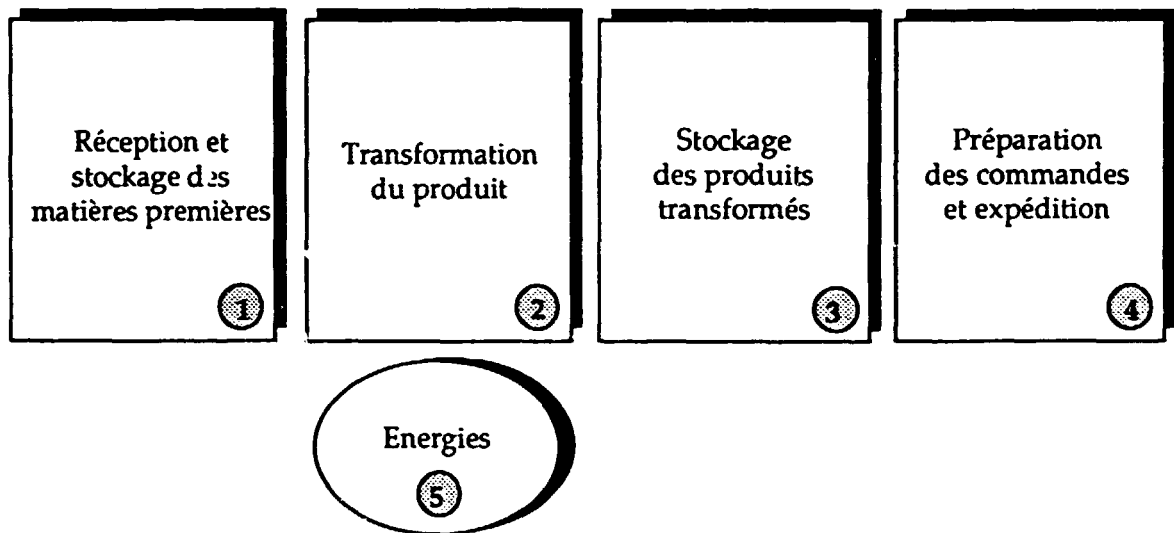 Réception et
stockage des
matières premières
1
Transformation
du produit
2
Stockage
des produits
transformés
3
Préparation
des commandes
et expédition
4
Energies
5